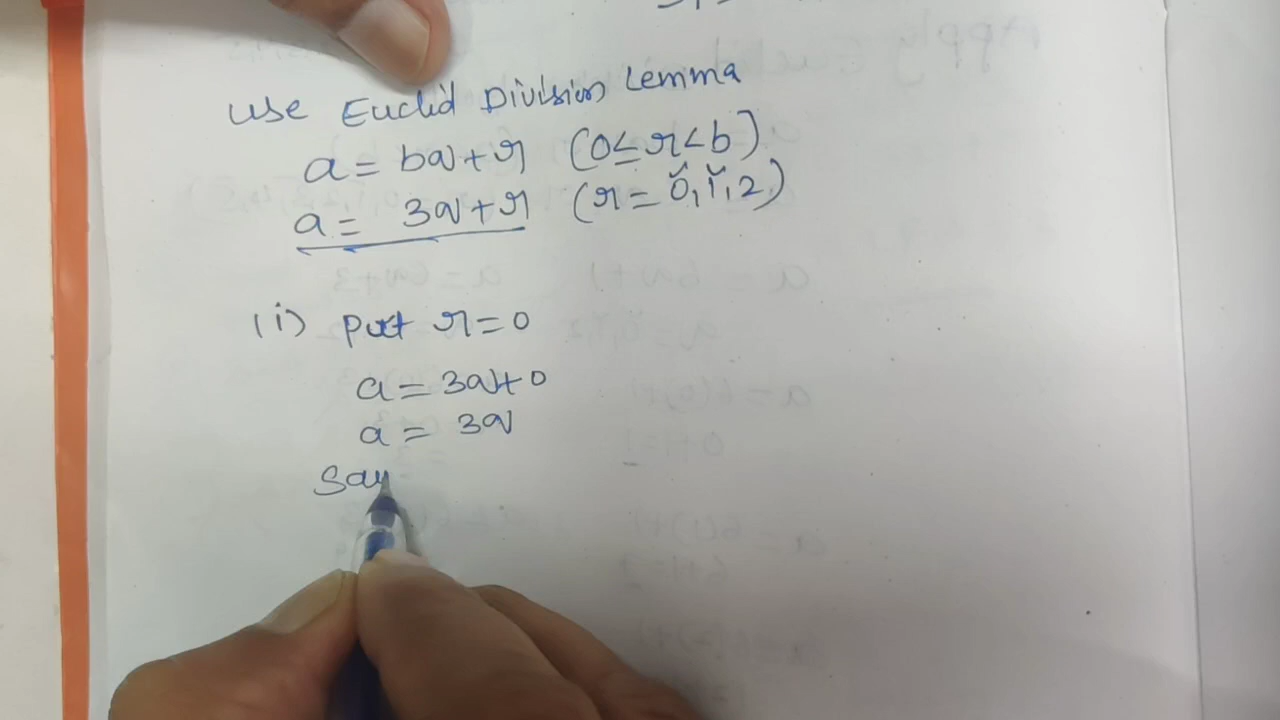 use Euclid Division Lemma
a = bq + r (0 ≤ r < b)
a = 3q + r (r = 0, 1, 2)
(i) put r = 0
a = 3q + 0
a = 3q
Say